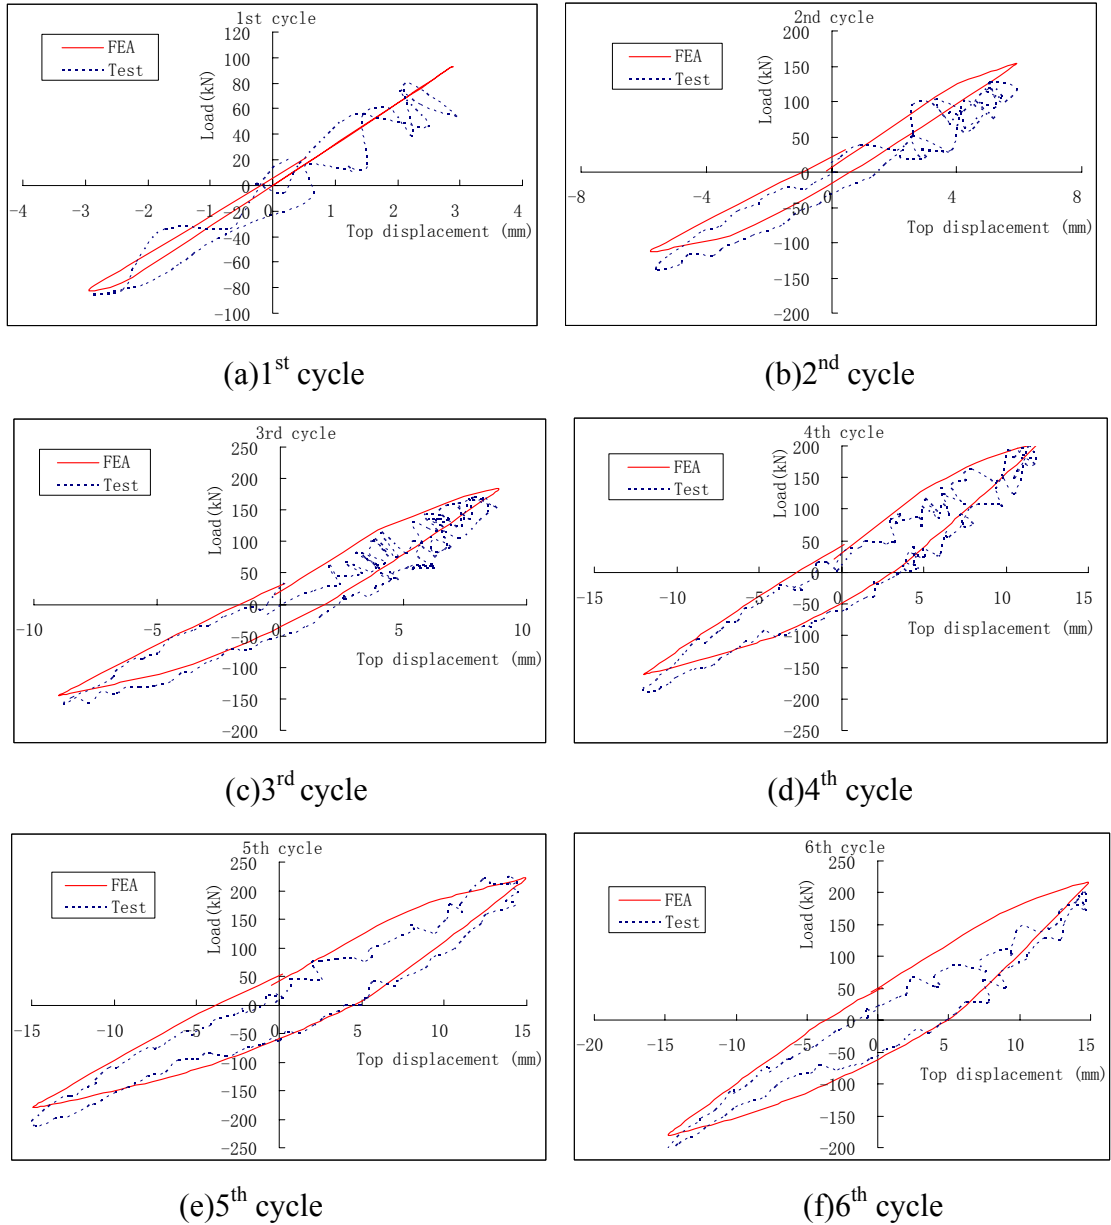 1st cycle
FEA
Test
Load(kN)
120
100
80
60
40
20
0
-20
-40
-60
-80
-100
-4 -3 -2 -1 0 1 2 3 4
Top displacement (mm)
(a)1st cycle
2nd cycle
FEA
Test
Load(kN)
200
150
100
50
0
-50
-100
-150
-200
-8 -4 0 4 8
Top displacement (mm)
(b)2nd cycle
3rd cycle
FEA
Test
Load(kN)
250
200
150
100
50
0
-50
-100
-150
-200
-10 -5 0 5 10
Top displacement (mm)
(c)3rd cycle
4th cycle
FEA
Test
Load(kN)
200
150
100
50
0
-50
-100
-150
-200
-250
-15 -10 -5 0 5 10 15
Top displacement (mm)
(d)4th cycle
5th cycle
FEA
Test
Load(kN)
250
200
150
100
50
0
-50
-100
-150
-200
-250
-15 -10 -5 0 5 10 15
Top displacement (mm)
(e)5th cycle
6th cycle
FEA
Test
Load(kN)
250
200
150
100
50
0
-50
-100
-150
-200
-20 -15 -10 -5 0 5 10 15
Top displacement (mm)
(f)6th cycle